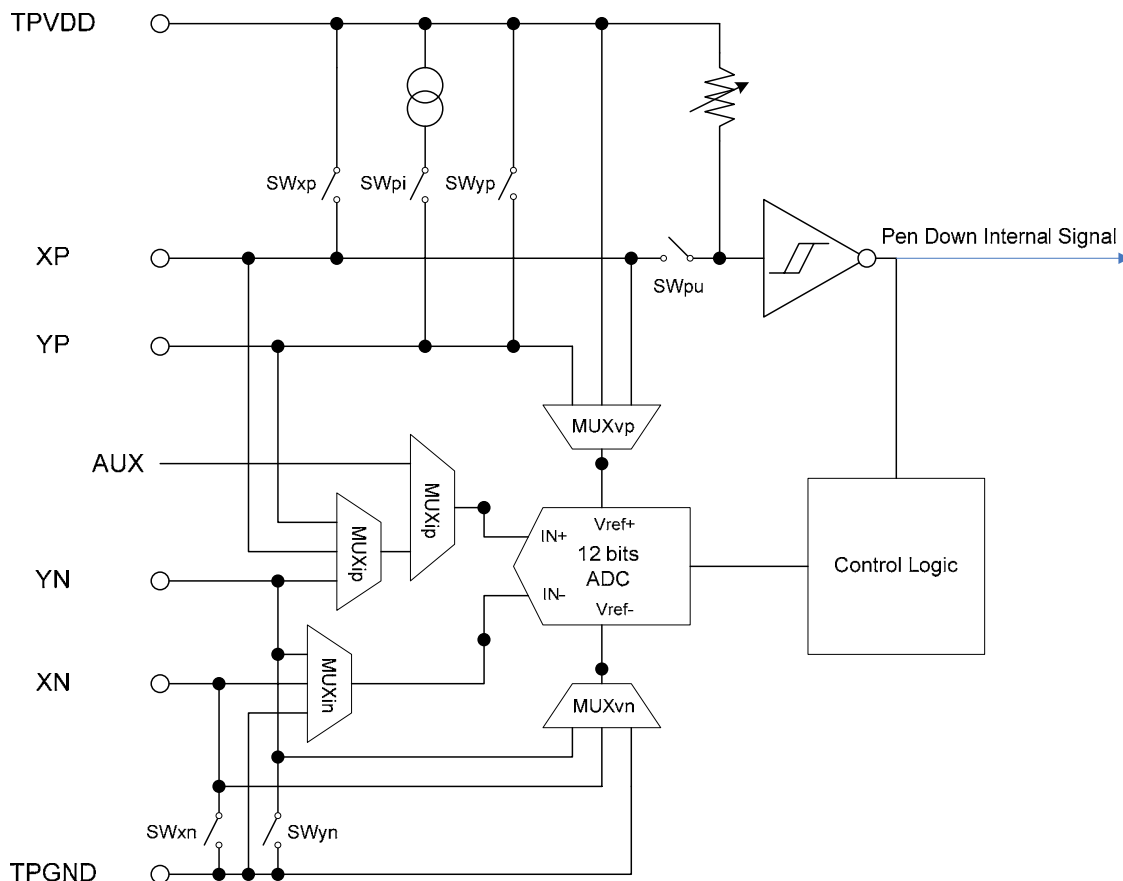 TPVDD
SWxp
SWpi
SWyp
XP
SWpu
Pen Down Internal Signal
YP
MUXvp
AUX
MUXip
MUXip
Vref+
IN+
12 bits
ADC
IN-
Vref-
Control Logic
YN
MUXin
XN
MUXvn
SWxn
SWyn
TPGND